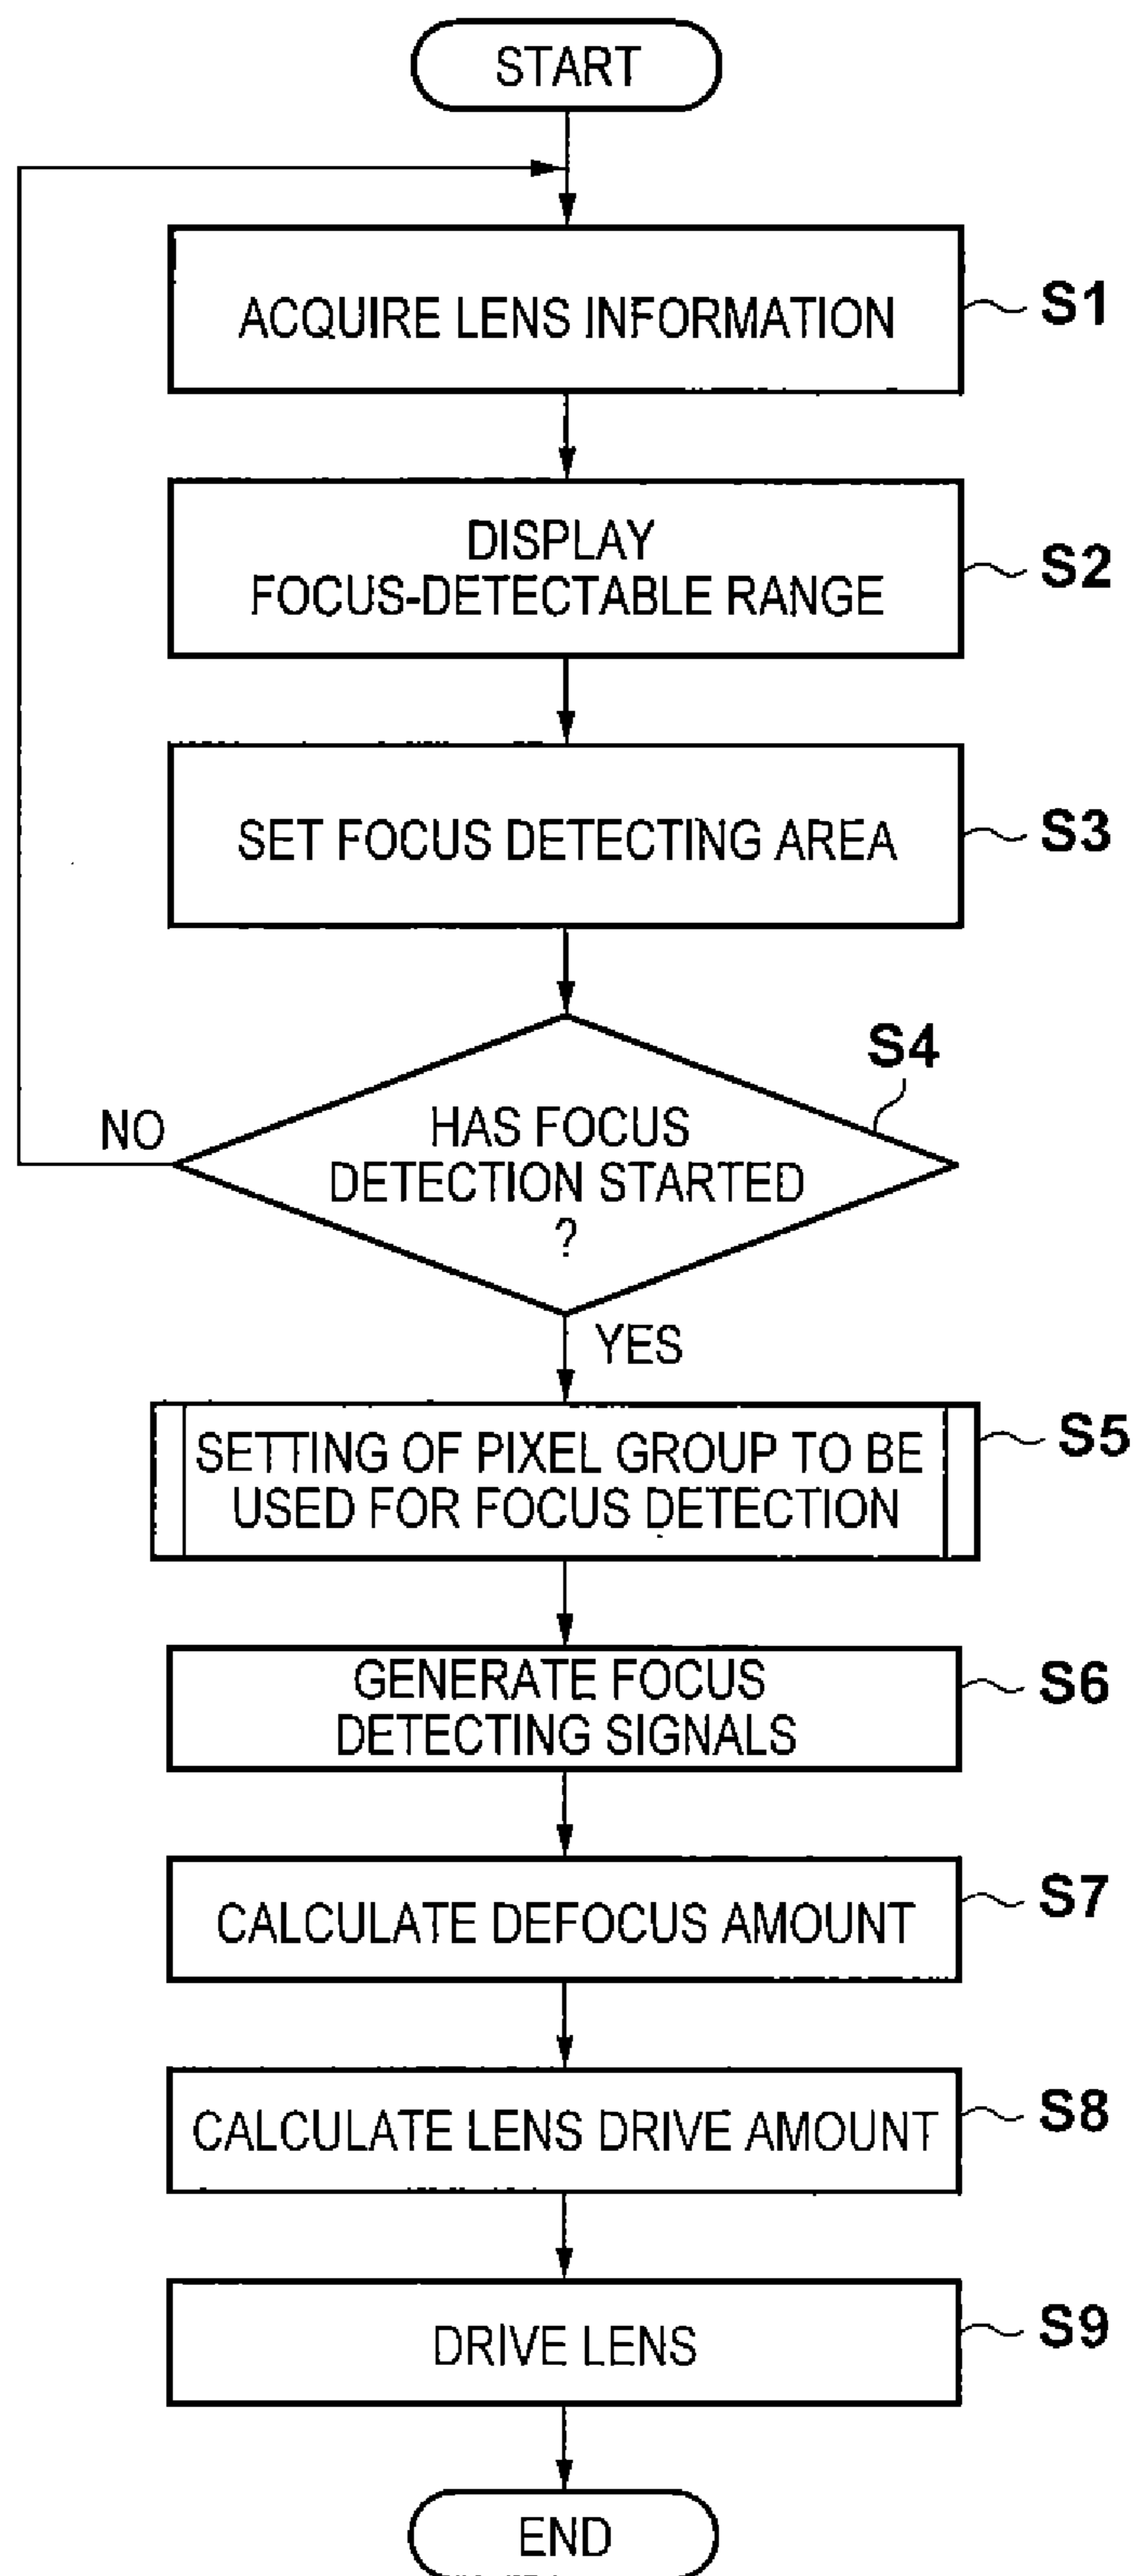 START
ACQUIRE LENS INFORMATION
S1
DISPLAY
FOCUS-DETECTABLE RANGE
S2
SET FOCUS DETECTING AREA
S3
S4
NO
HAS FOCUS
DETECTION STARTED
?
YES
SETTING OF PIXEL GROUP TO BE
USED FOR FOCUS DETECTION
S5
GENERATE FOCUS
DETECTING SIGNALS
S6
CALCULATE DEFOCUS AMOUNT
S7
CALCULATE LENS DRIVE AMOUNT
S8
DRIVE LENS
S9
END